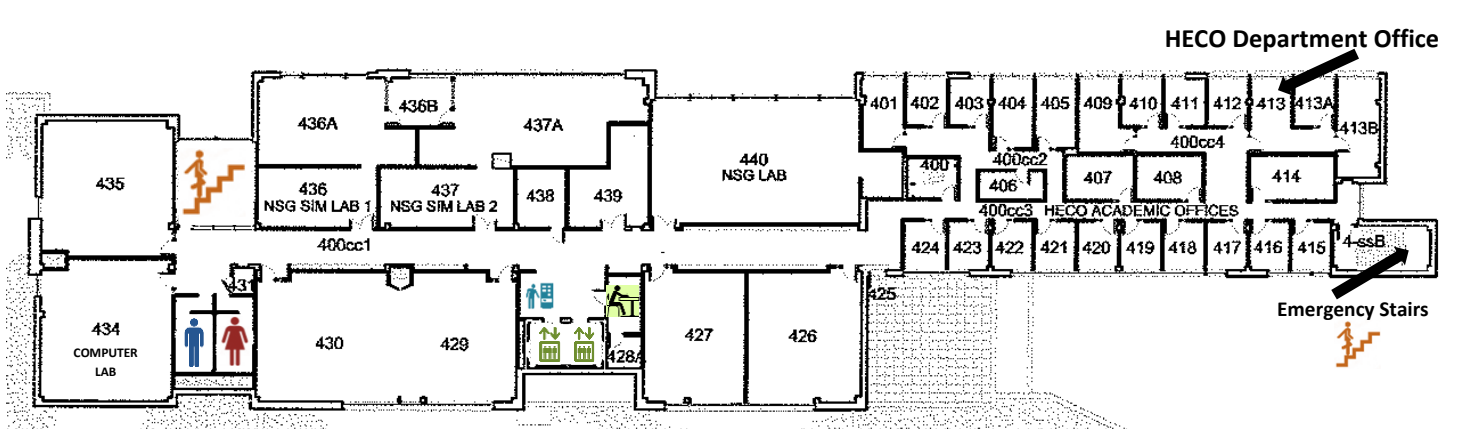 HECO Department Office
436A
436B
437A
401
402
403
404
405
409
410
411
412
413
413A
413B
435
440
NSG LAB
400
400cc2
400cc4
436
NSG SIM LAB 1
437
NSG SIM LAB 2
438
439
406
407
408
414
400cc3
HECO ACADEMIC OFFICES
400cc1
424
423
422
421
420
419
418
417
416
415
4-ssB
431
425
434
COMPUTER
LAB
430
429
428A
427
426
Emergency Stairs